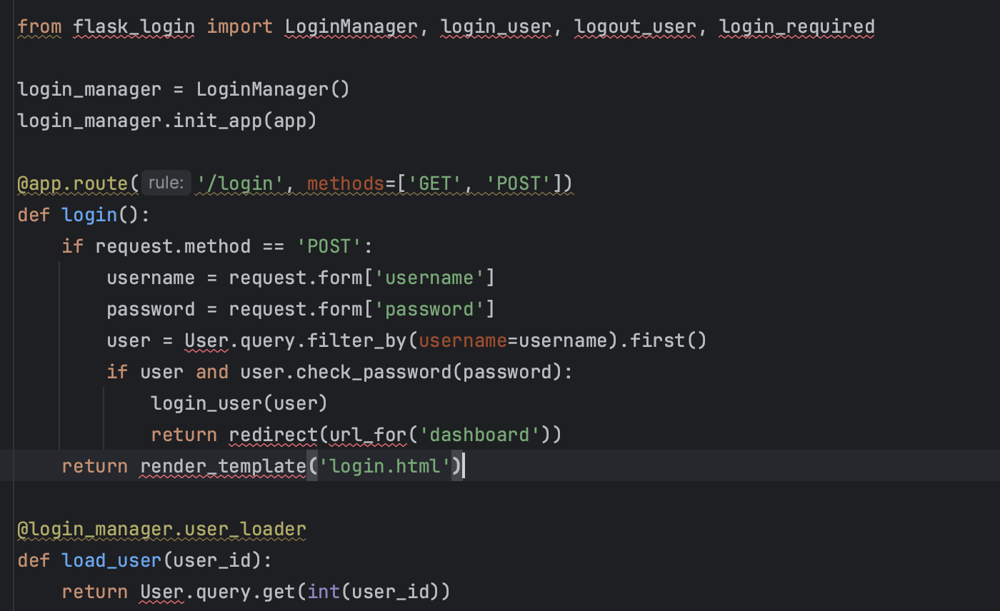 from flask_login import LoginManager, login_user, logout_user, login_required
login_manager = LoginManager()
login_manager.init_app(app)
@app.route( rule: '/login', methods=['GET', 'POST'])
def login():
    if request.method == 'POST':
        username = request.form['username']
        password = request.form['password']
        user = User.query.filter_by(username=username).first()
        if user and user.check_password(password):
            login_user(user)
            return redirect(url_for('dashboard'))
    return render_template('login.html')
@login_manager.user_loader
def load_user(user_id):
    return User.query.get(int(user_id))